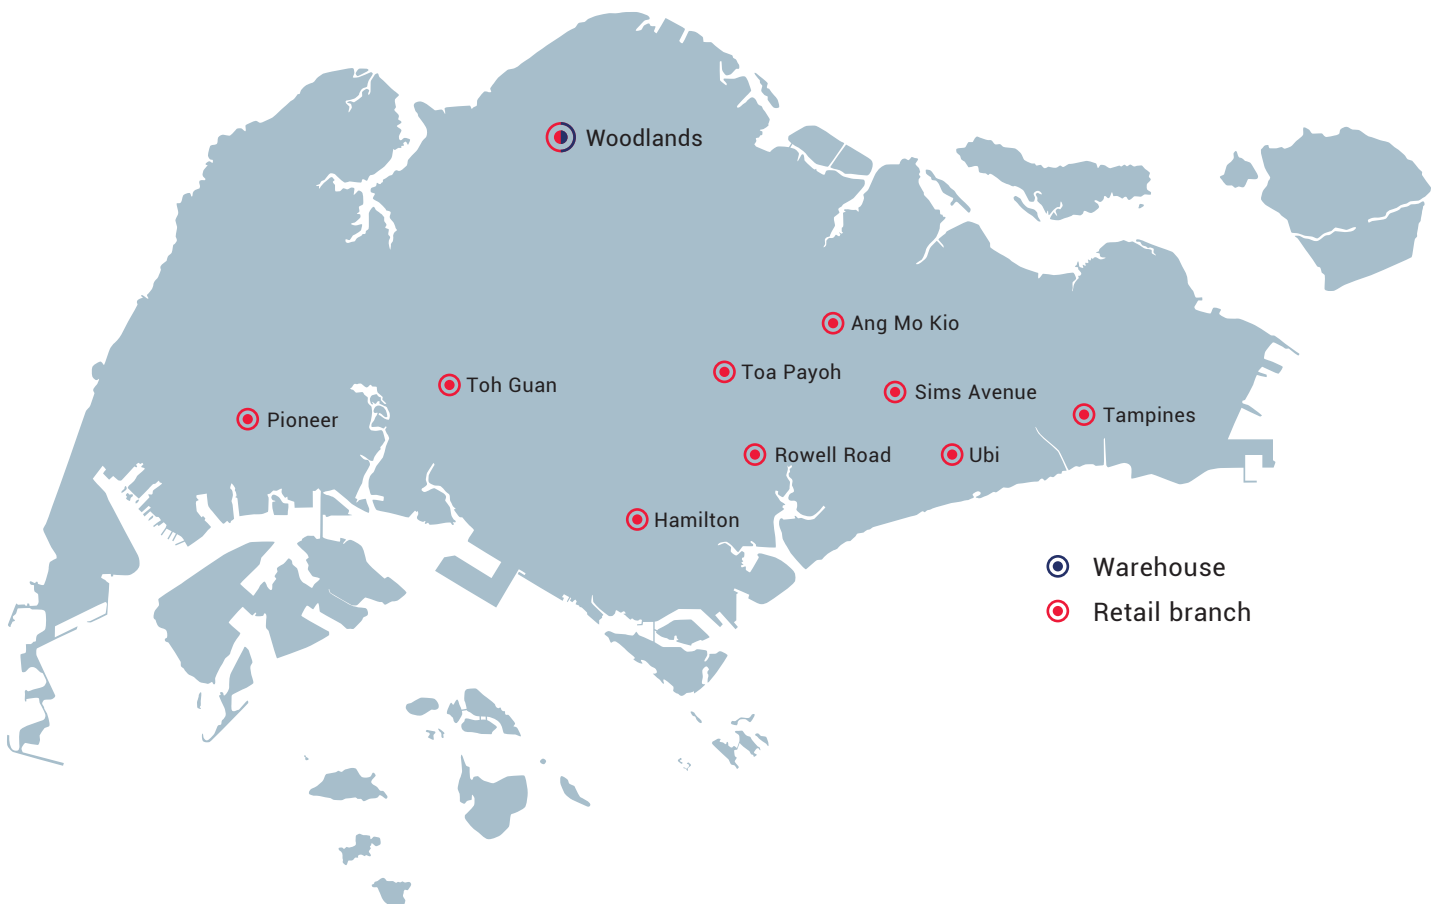 Woodlands
Ang Mo Kio
Toa Payoh
Toh Guan
Sims Avenue
Pioneer
Tampines
Rowell Road
Ubi
Hamilton
Warehouse
Retail branch